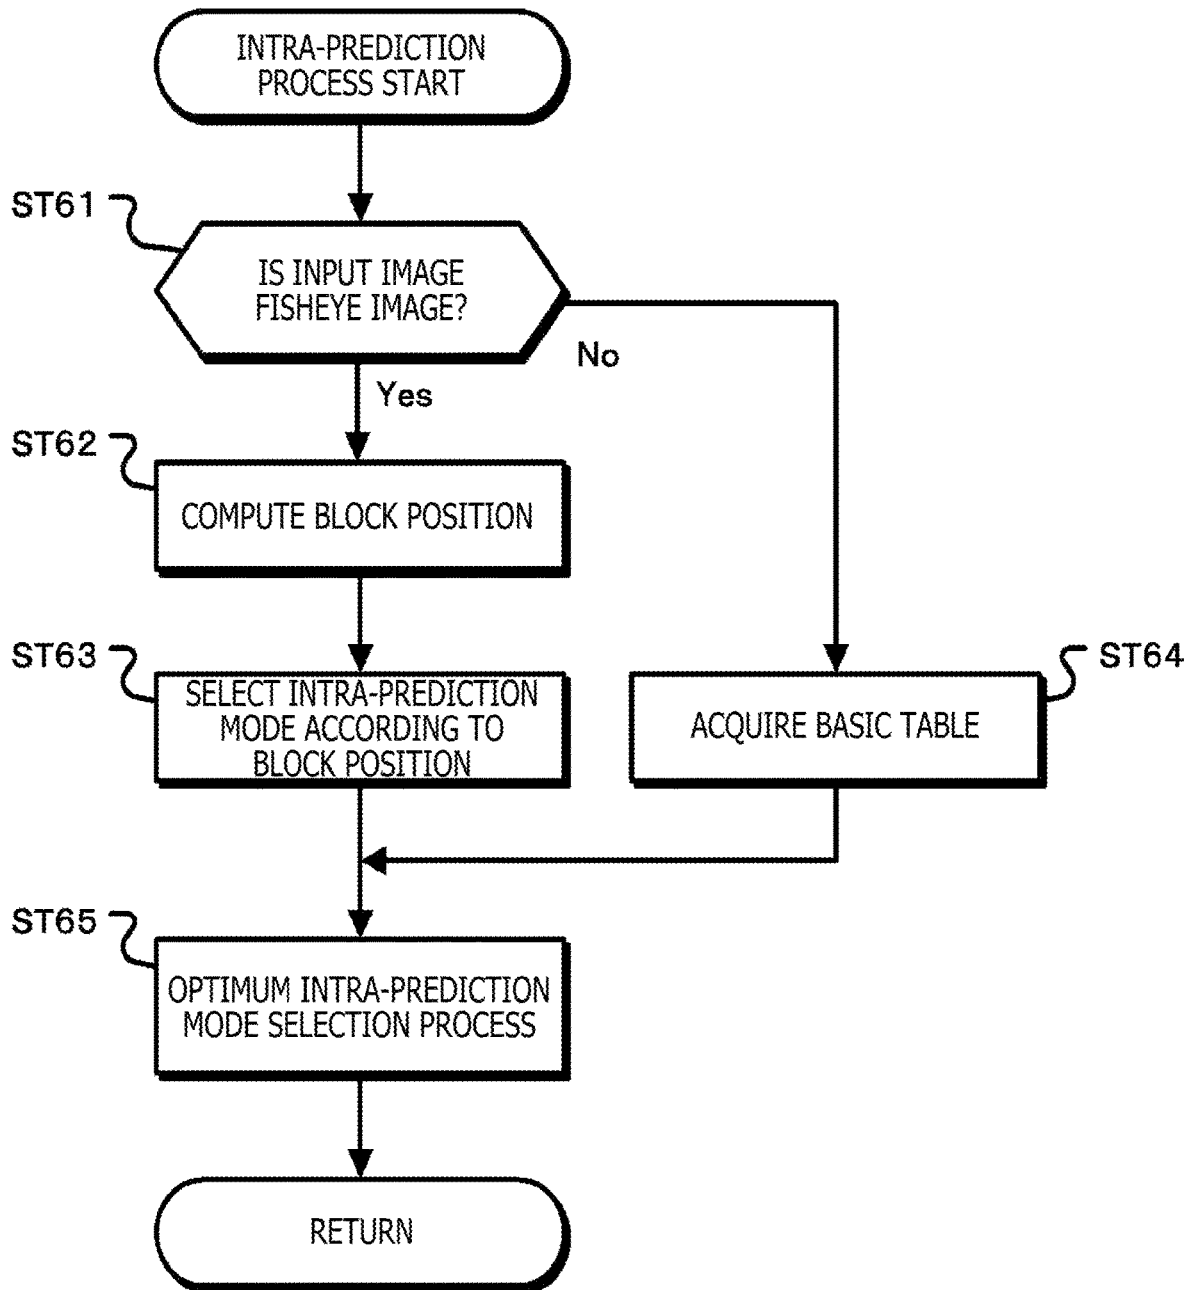 INTRA-PREDICTION
PROCESS START
ST61
IS INPUT IMAGE
FISHEYE IMAGE?
No
Yes
ST62
COMPUTE BLOCK POSITION
ST63
SELECT INTRA-PREDICTION
MODE ACCORDING TO
BLOCK POSITION
ST64
ACQUIRE BASIC TABLE
ST65
OPTIMUM INTRA-PREDICTION
MODE SELECTION PROCESS
RETURN